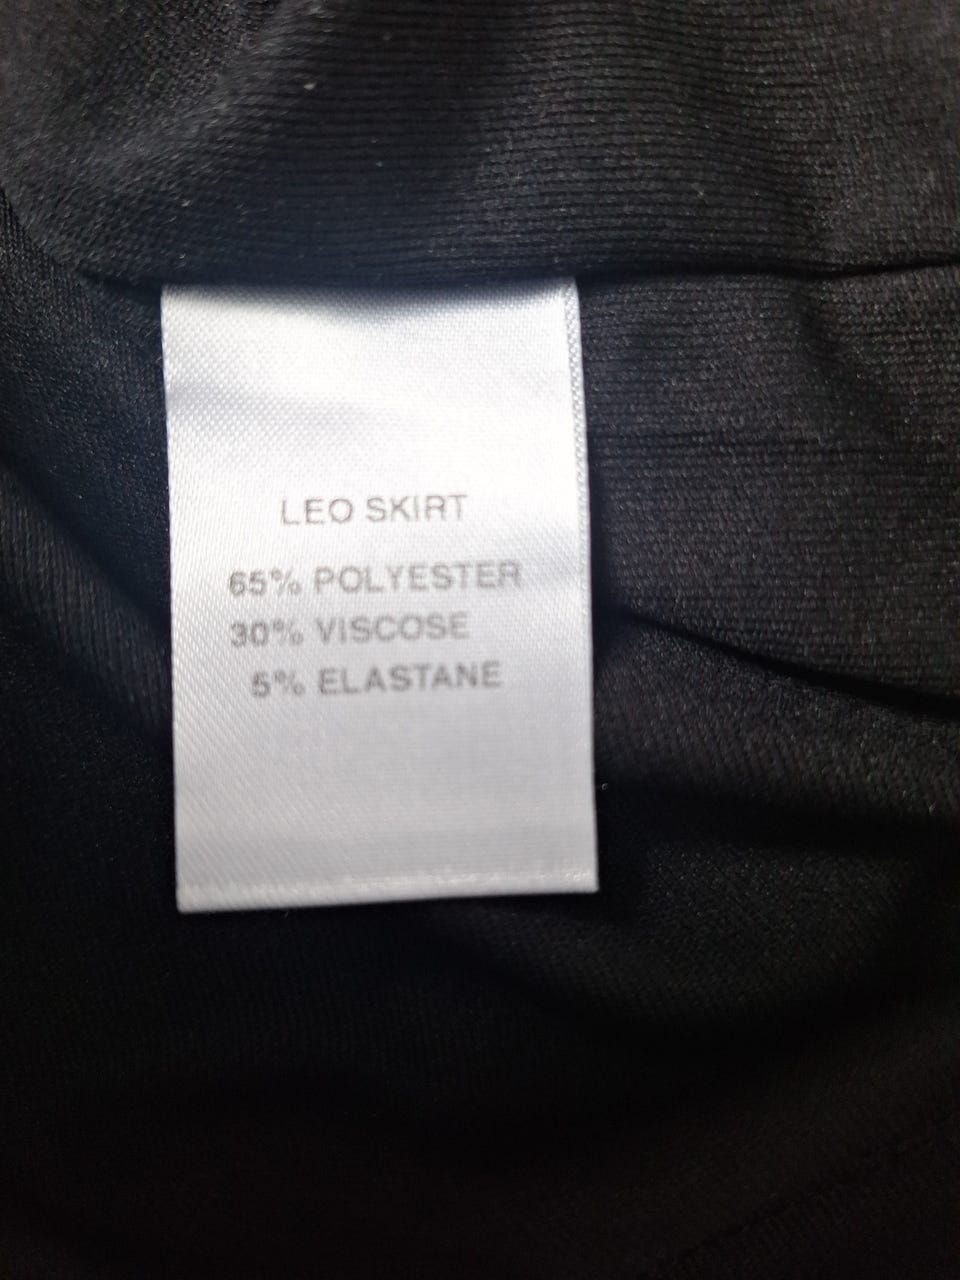 LEO SKIRT
65% POLYESTER
30% VISCOSE
5% ELASTANE